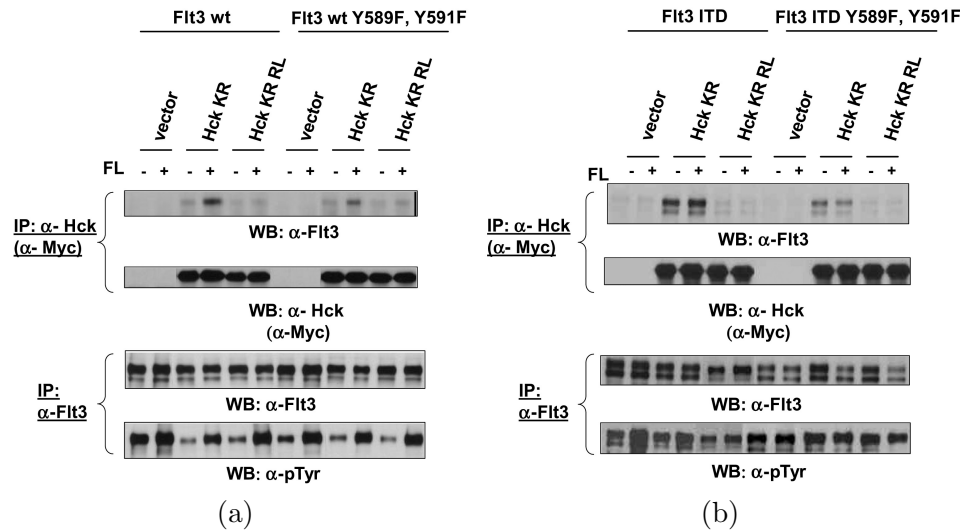 Flt3 wt
Flt3 wt Y589F, Y591F
vector
Hck KR
Hck KR RL
vector
Hck KR
Hck KR RL
FL - + - + - + - + - + - +
IP: α- Hck
(α- Myc)
WB: α-Flt3
WB: α- Hck
(α-Myc)
IP:
α-Flt3
WB: α-Flt3
WB: α-pTyr
(a)
Flt3 ITD
Flt3 ITD Y589F, Y591F
vector
Hck KR
Hck KR RL
vector
Hck KR
Hck KR RL
FL - + - + - + - + - + - +
IP: α- Hck
(α- Myc)
WB: α-Flt3
WB: α- Hck
(α-Myc)
IP:
α-Flt3
WB: α-Flt3
WB: α-pTyr
(b)